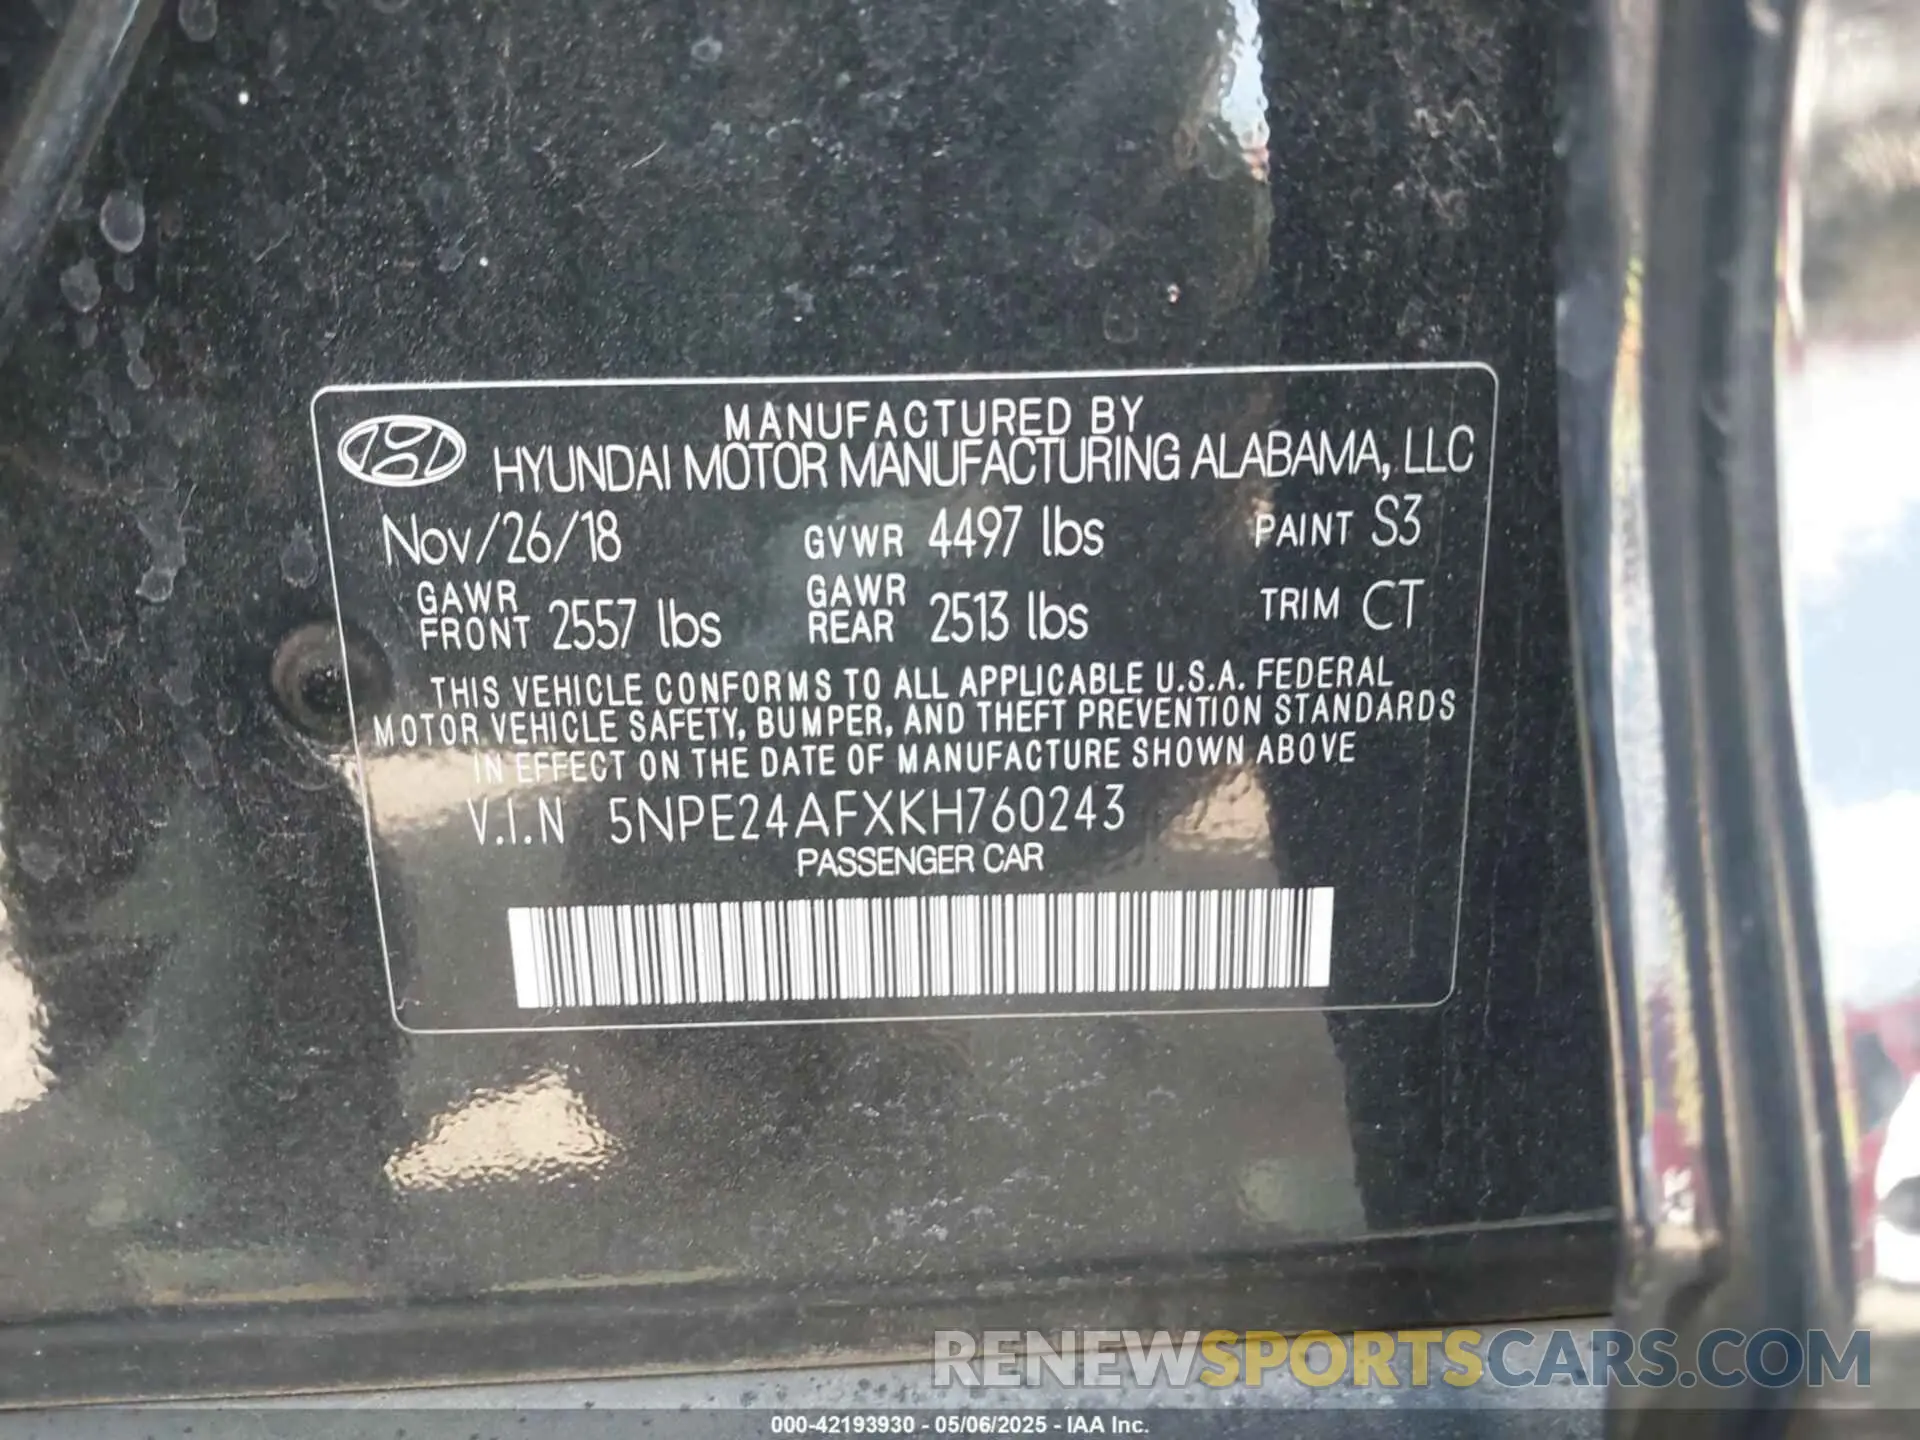 MANUFACTURED BY
HYUNDAI MOTOR MANUFACTURING ALABAMA, LLC
Nov/26/18 GVWR 4497 lbs PAINT S3
GAWR FRONT 2557 lbs GAWR REAR 2513 lbs TRIM CT
THIS VEHICLE CONFORMS TO ALL APPLICABLE U.S.A. FEDERAL
MOTOR VEHICLE SAFETY, BUMPER, AND THEFT PREVENTION STANDARDS
IN EFFECT ON THE DATE OF MANUFACTURE SHOWN ABOVE
V.I.N 5NPE24AFXKH760243
PASSENGER CAR
RENEWSPORTSCARS.COM
000-42193930 - 05/06/2025 - IAA Inc.